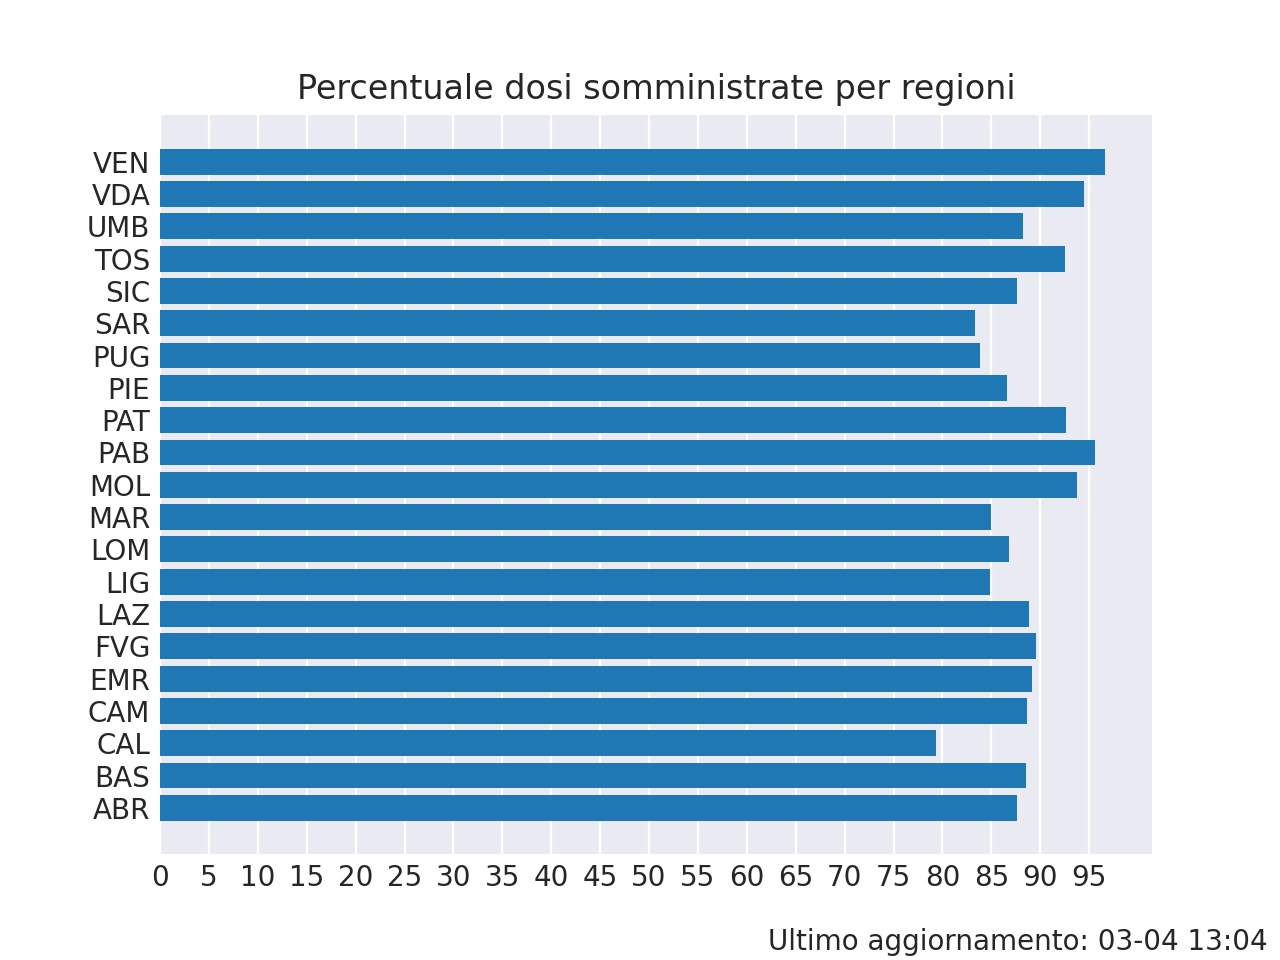 Percentuale dosi somministrate per regioni
VEN
VDA
UMB
TOS
SIC
SAR
PUG
PIE
PAT
PAB
MOL
MAR
LOM
LIG
LAZ
FVG
EMR
CAM
CAL
BAS
ABR
0 5 10 15 20 25 30 35 40 45 50 55 60 65 70 75 80 85 90 95
Ultimo aggiornamento: 03-04 13:04